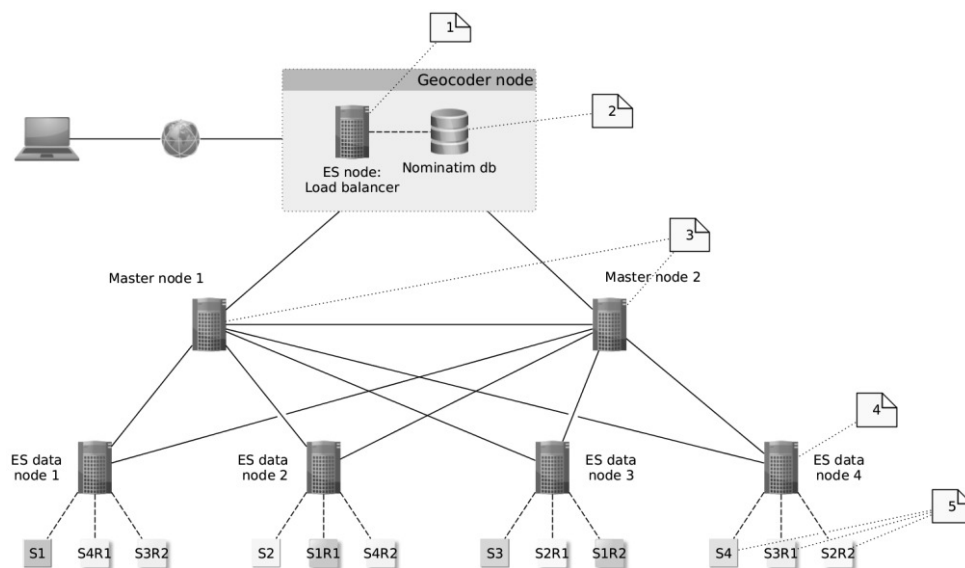 1
Geocoder node
2
ES node:
Load balancer
Nominatim db
3
Master node 1
Master node 2
4
ES data
node 1
ES data
node 2
ES data
node 3
ES data
node 4
5
S1
S4R1
S3R2
S2
S1R1
S4R2
S3
S2R1
S1R2
S4
S3R1
S2R2